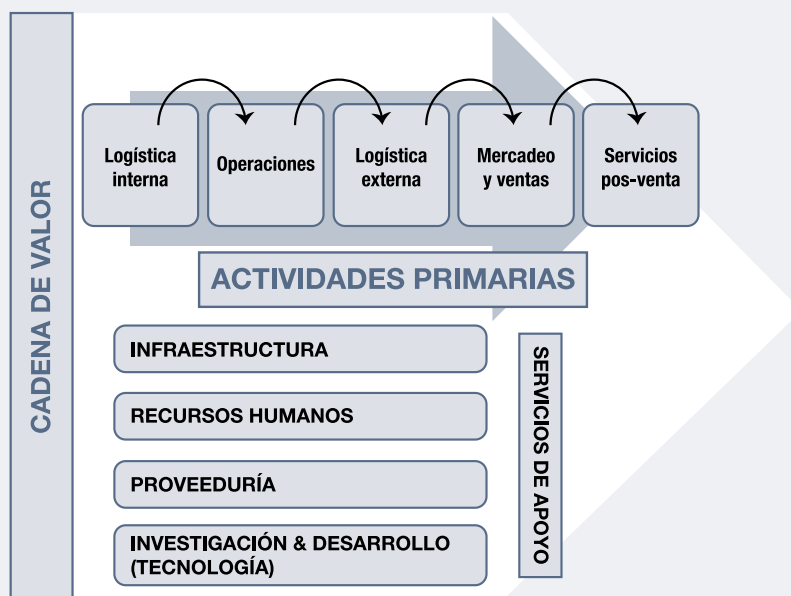 CADENA DE VALOR
Logística
interna
Operaciones
Logística
externa
Mercadeo
y ventas
Servicios
pos-venta
ACTIVIDADES PRIMARIAS
INFRAESTRUCTURA
RECURSOS HUMANOS
PROVEEDURÍA
INVESTIGACIÓN & DESARROLLO
(TECNOLOGÍA)
SERVICIOS DE APOYO